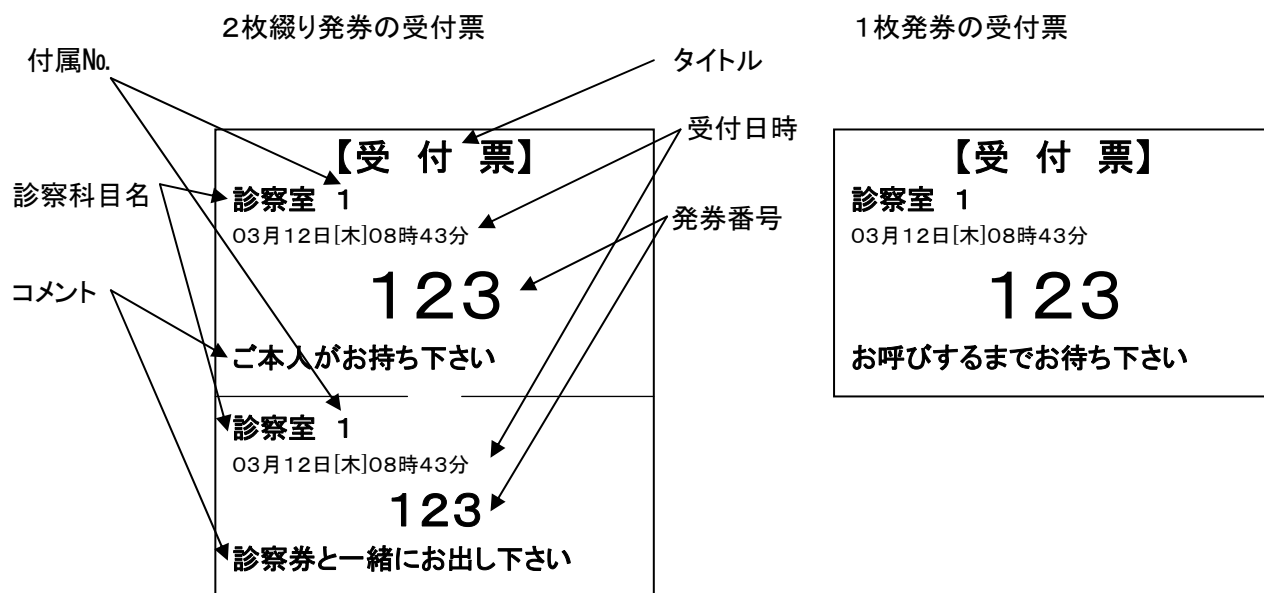 2枚綴り発券の受付票
1枚発券の受付票
付属№.
タイトル
受付日時
診察科目名
発券番号
コメント
【受 付 票】
診察室 1
03月12日[木]08時43分
123
ご本人がお持ち下さい
診察室 1
03月12日[木]08時43分
123
診察券と一緒にお出し下さい
【受 付 票】
診察室 1
03月12日[木]08時43分
123
お呼びするまでお待ち下さい